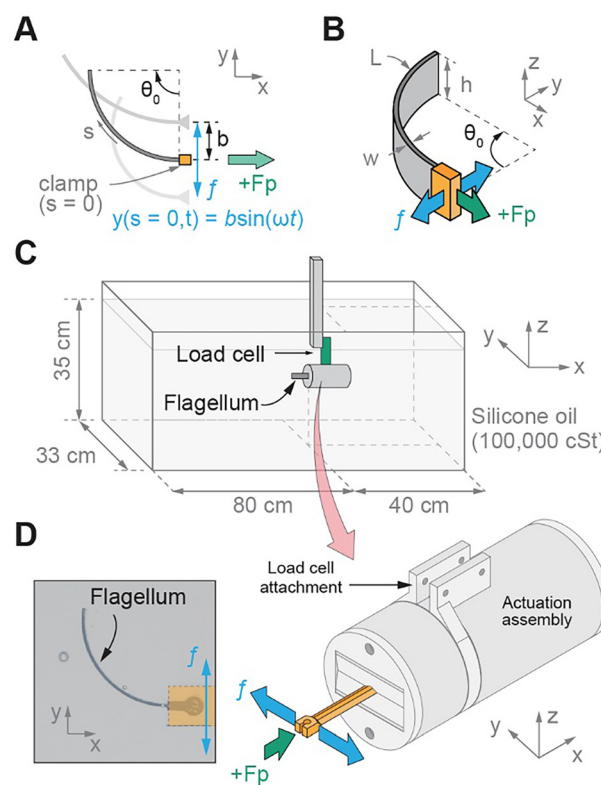 A
y
x
θ0
s
b
clamp
(s = 0)
f
+Fp
y(s = 0,t) = bsin(ωt)
B
L
h
z
y
x
θ0
w
f
+Fp
C
35 cm
Load cell
Flagellum
z
y
x
Silicone oil
(100,000 cSt)
33 cm
80 cm
40 cm
D
Flagellum
f
y
x
Load cell
attachment
Actuation
assembly
f
+Fp
z
y
x